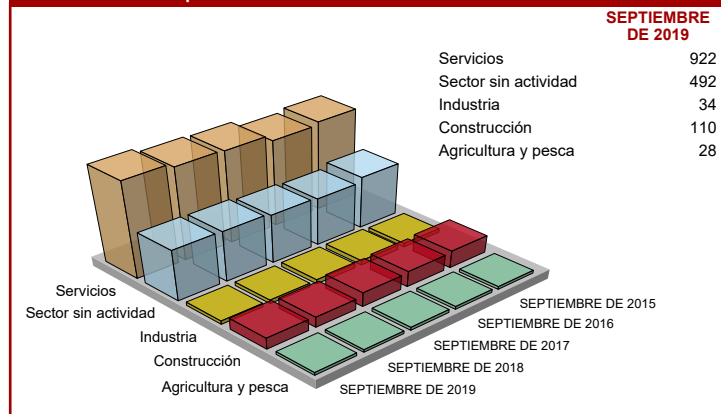 SEPTIEMBRE
DE 2019
Servicios 922
Sector sin actividad 492
Industria 34
Construcción 110
Agricultura y pesca 28
Servicios
Sector sin actividad
Industria
Construcción
Agricultura y pesca
SEPTIEMBRE DE 2015
SEPTIEMBRE DE 2016
SEPTIEMBRE DE 2017
SEPTIEMBRE DE 2018
SEPTIEMBRE DE 2019